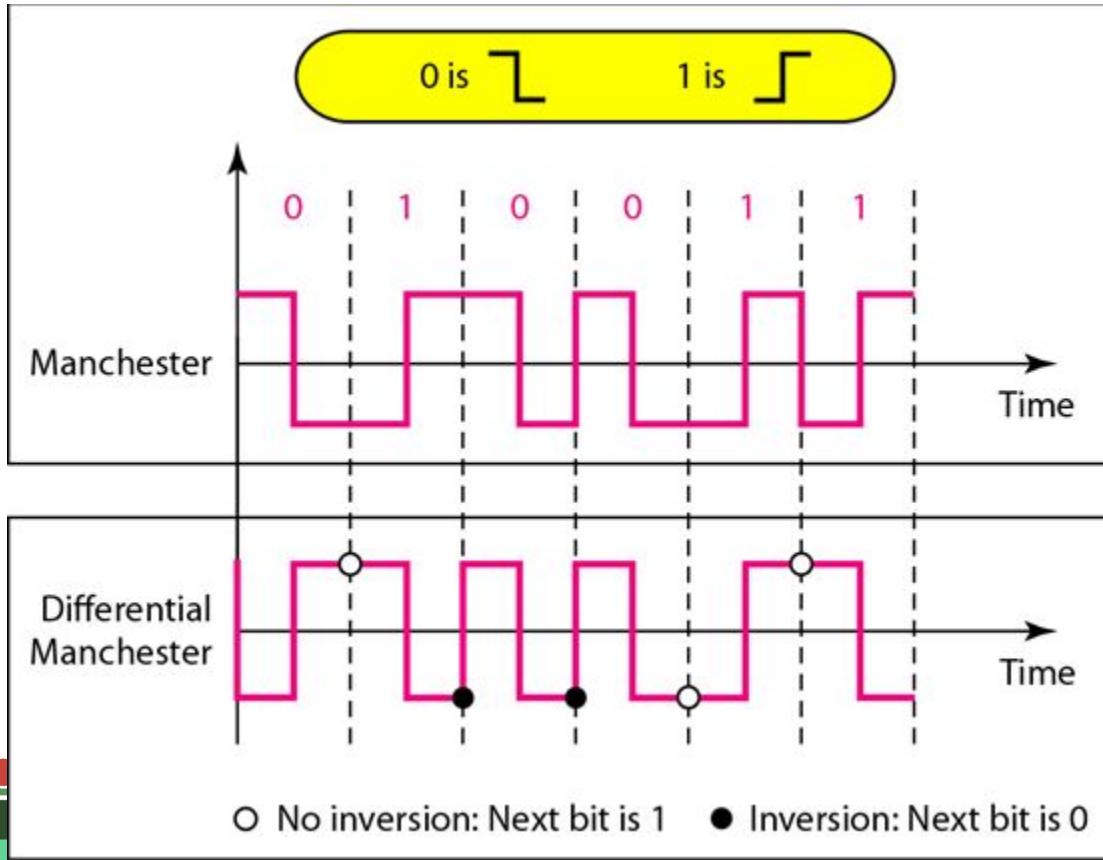 0 is 1 is
0 1 0 0 1 1
Manchester
Time
Differential
Manchester
Time
No inversion: Next bit is 1 Inversion: Next bit is 0